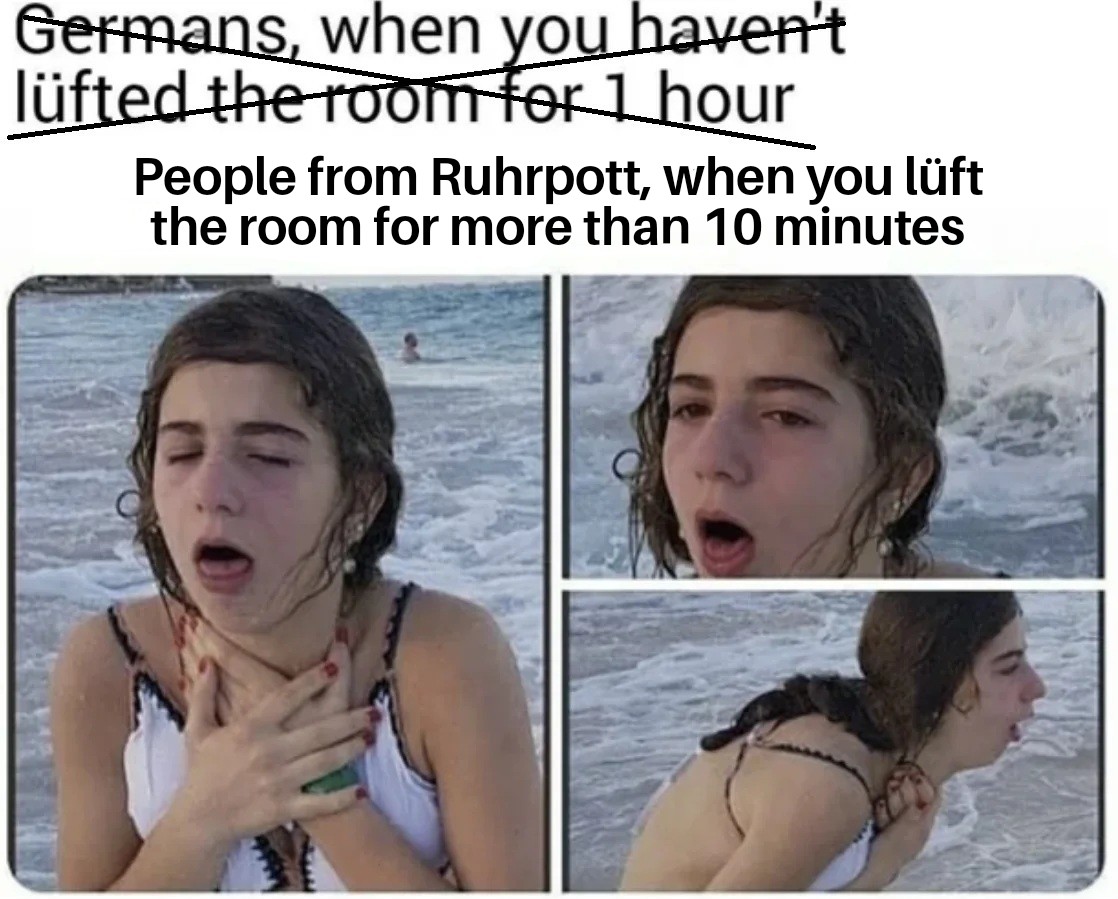 Germans, when you haven't
lüfted the room for 1 hour
People from Ruhrpott, when you lüft
the room for more than 10 minutes